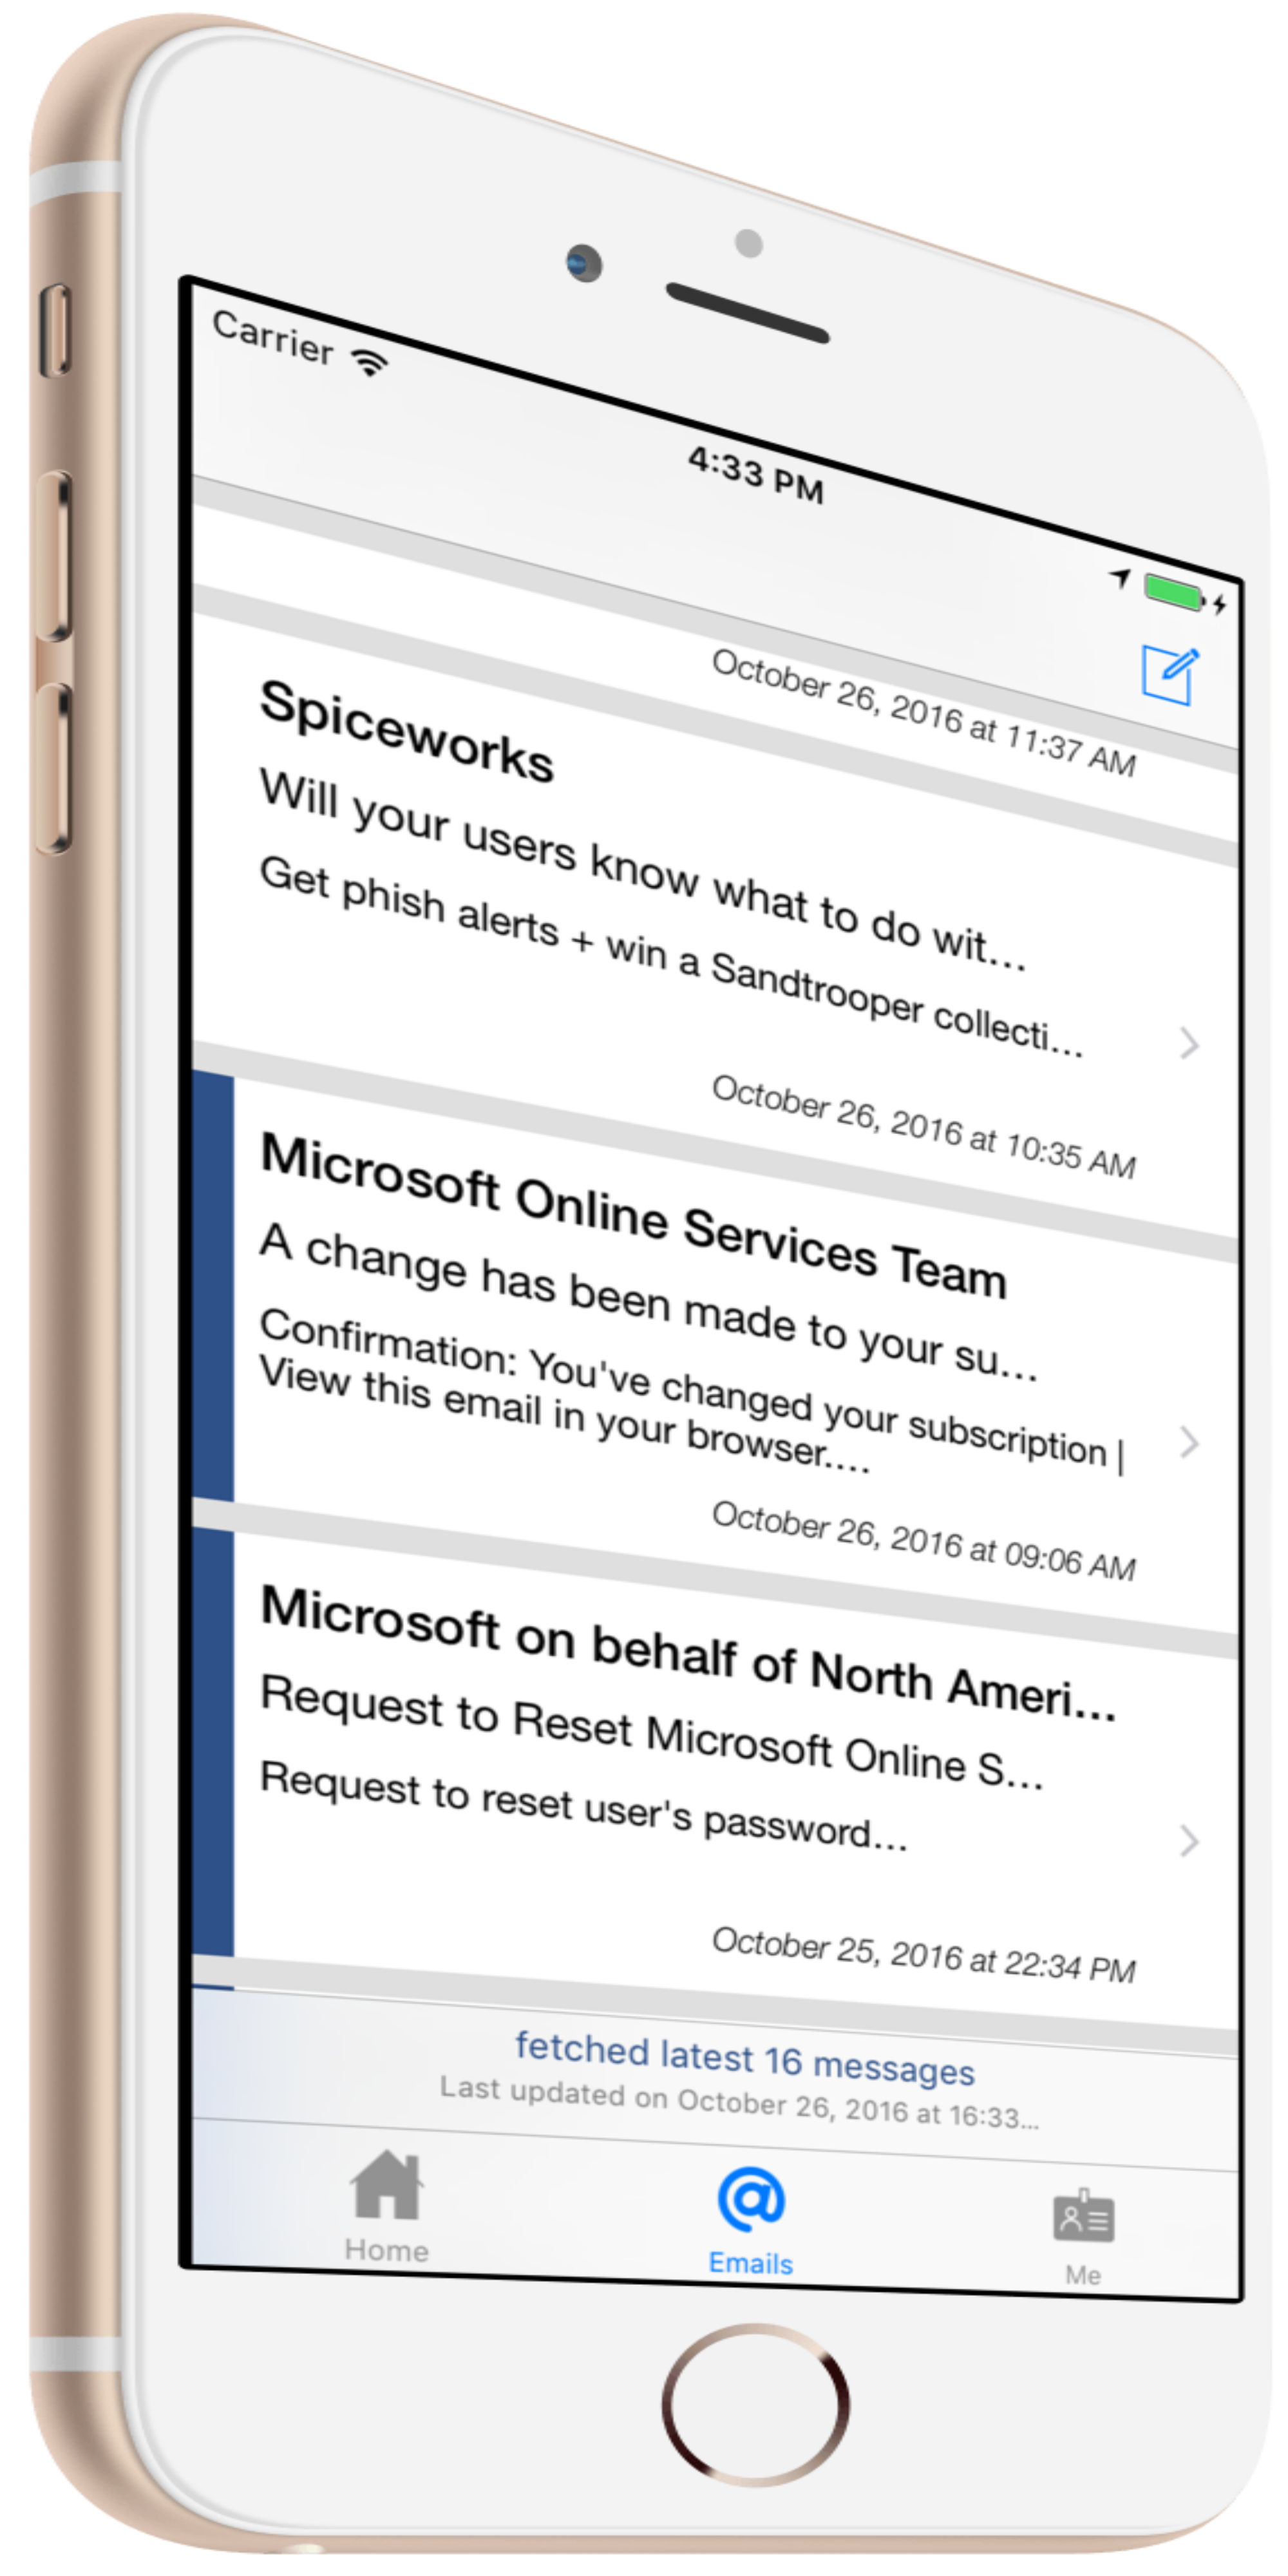 Carrier
4:33 PM
October 26, 2016 at 11:37 AM
Spiceworks
Will your users know what to do wit...
Get phish alerts + win a Sandtrooper collecti...
October 26, 2016 at 10:35 AM
Microsoft Online Services Team
A change has been made to your su...
Confirmation: You've changed your subscription |
View this email in your browser....
October 26, 2016 at 09:06 AM
Microsoft on behalf of North Ameri...
Request to Reset Microsoft Online S...
Request to reset user's password...
October 25, 2016 at 22:34 PM
fetched latest 16 messages
Last updated on October 26, 2016 at 16:33...
Home
Emails
Me